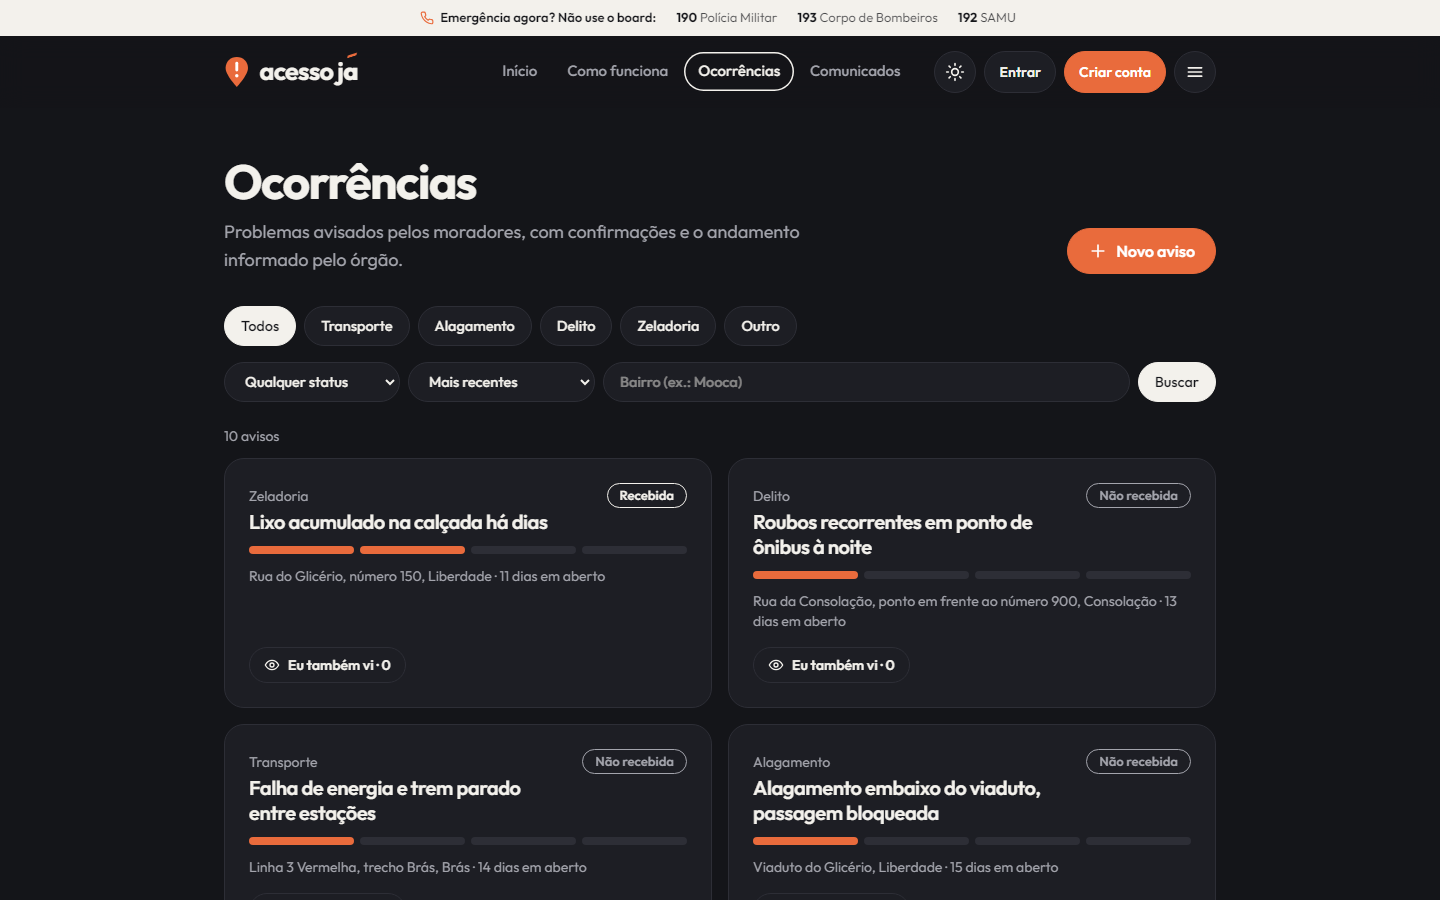 Emergência agora? Não use o board: 190 Polícia Militar 193 Corpo de Bombeiros 192 SAMU
acesso já
Início Como funciona Ocorrências Comunicados Entrar Criar conta
Ocorrências
Problemas avisados pelos moradores, com confirmações e o andamento
informado pelo órgão.
Novo aviso
Todos Transporte Alagamento Delito Zeladoria Outro
Qualquer status Mais recentes Bairro (ex.: Mooca) Buscar
10 avisos
Zeladoria Recebida
Lixo acumulado na calçada há dias
Rua do Glicério, número 150, Liberdade · 11 dias em aberto
Eu também vi · 0
Delito Não recebida
Roubos recorrentes em ponto de
ônibus à noite
Rua da Consolação, ponto em frente ao número 900, Consolação · 13
dias em aberto
Eu também vi · 0
Transporte Não recebida
Falha de energia e trem parado
entre estações
Linha 3 Vermelha, trecho Brás, Brás · 14 dias em aberto
Alagamento Não recebida
Alagamento embaixo do viaduto,
passagem bloqueada
Viaduto do Glicério, Liberdade · 15 dias em aberto